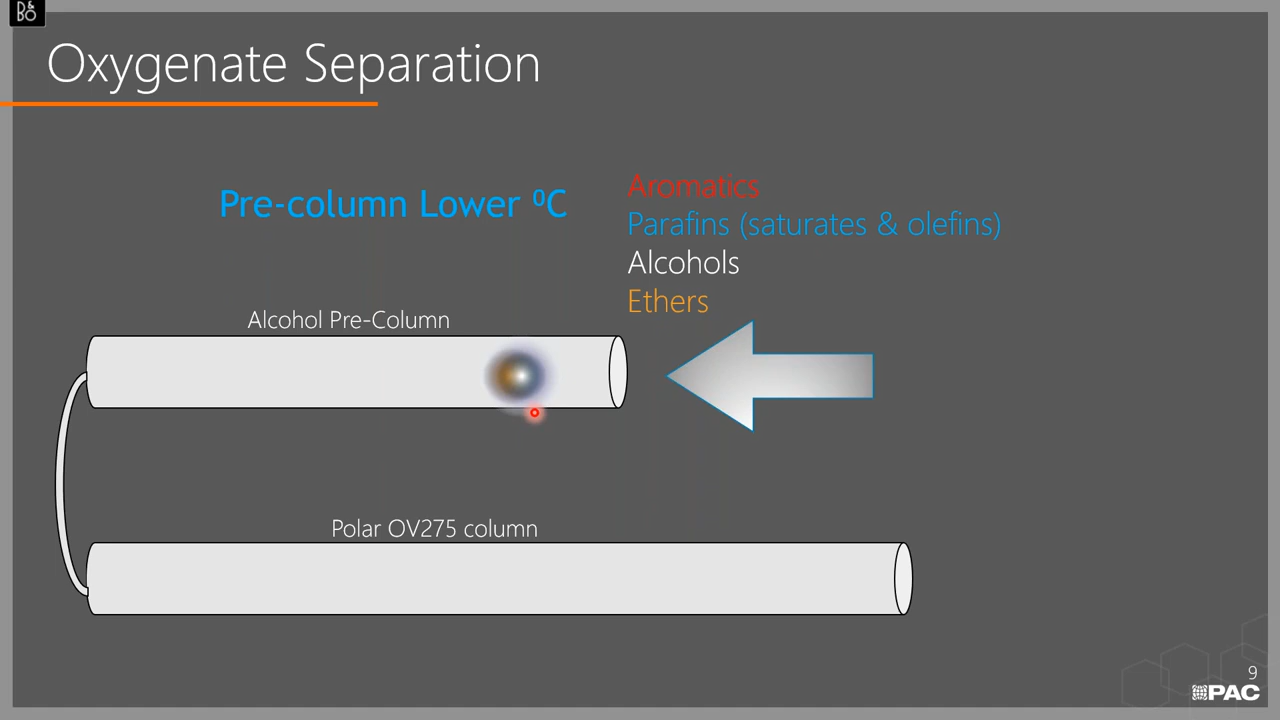 B&O
Oxygenate Separation
Pre-column Lower ⁰C
Aromatics
Parafins (saturates & olefins)
Alcohols
Ethers
Alcohol Pre-Column
Polar OV275 column
9
PAC